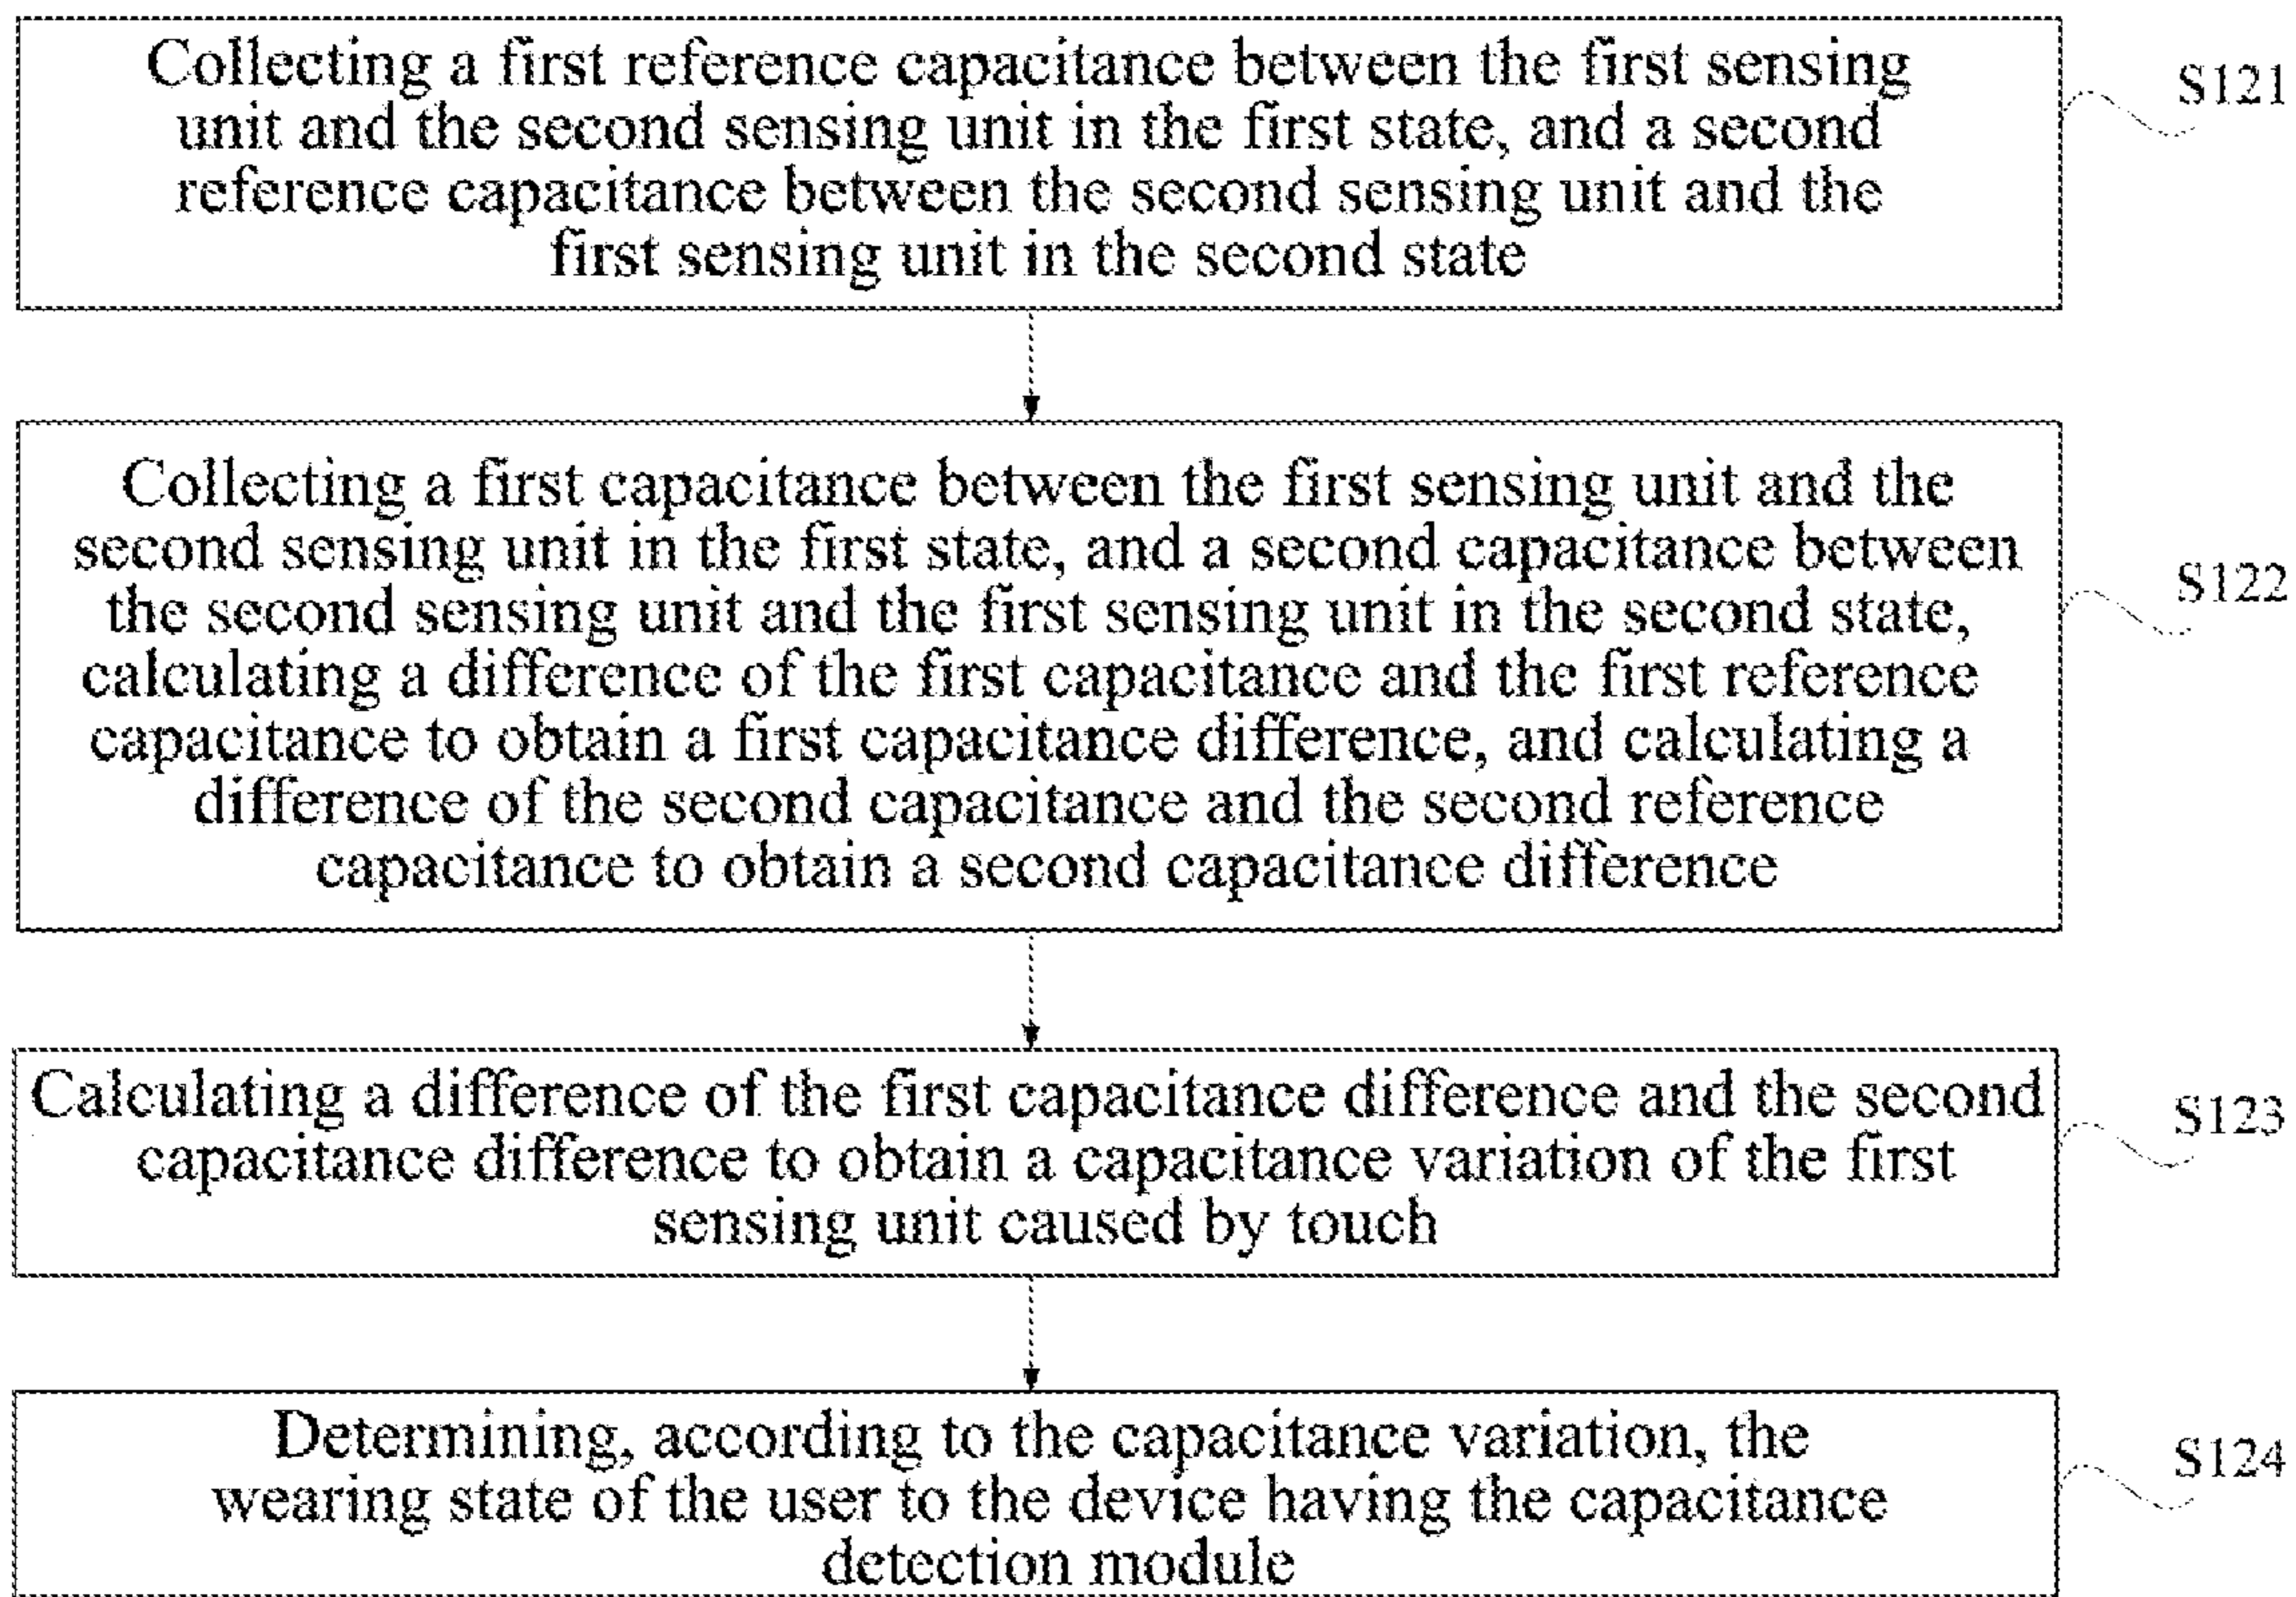 Collecting a first reference capacitance between the first sensing
unit and the second sensing unit in the first state, and a second
reference capacitance between the second sensing unit and the
first sensing unit in the second state
S121
Collecting a first capacitance between the first sensing unit and the
second sensing unit in the first state, and a second capacitance between
the second sensing unit and the first sensing unit in the second state,
calculating a difference of the first capacitance and the first reference
capacitance to obtain a first capacitance difference, and calculating a
difference of the second capacitance and the second reference
capacitance to obtain a second capacitance difference
S122
Calculating a difference of the first capacitance difference and the second
capacitance difference to obtain a capacitance variation of the first
sensing unit caused by touch
S123
Determining, according to the capacitance variation, the
wearing state of the user to the device having the capacitance
detection module
S124